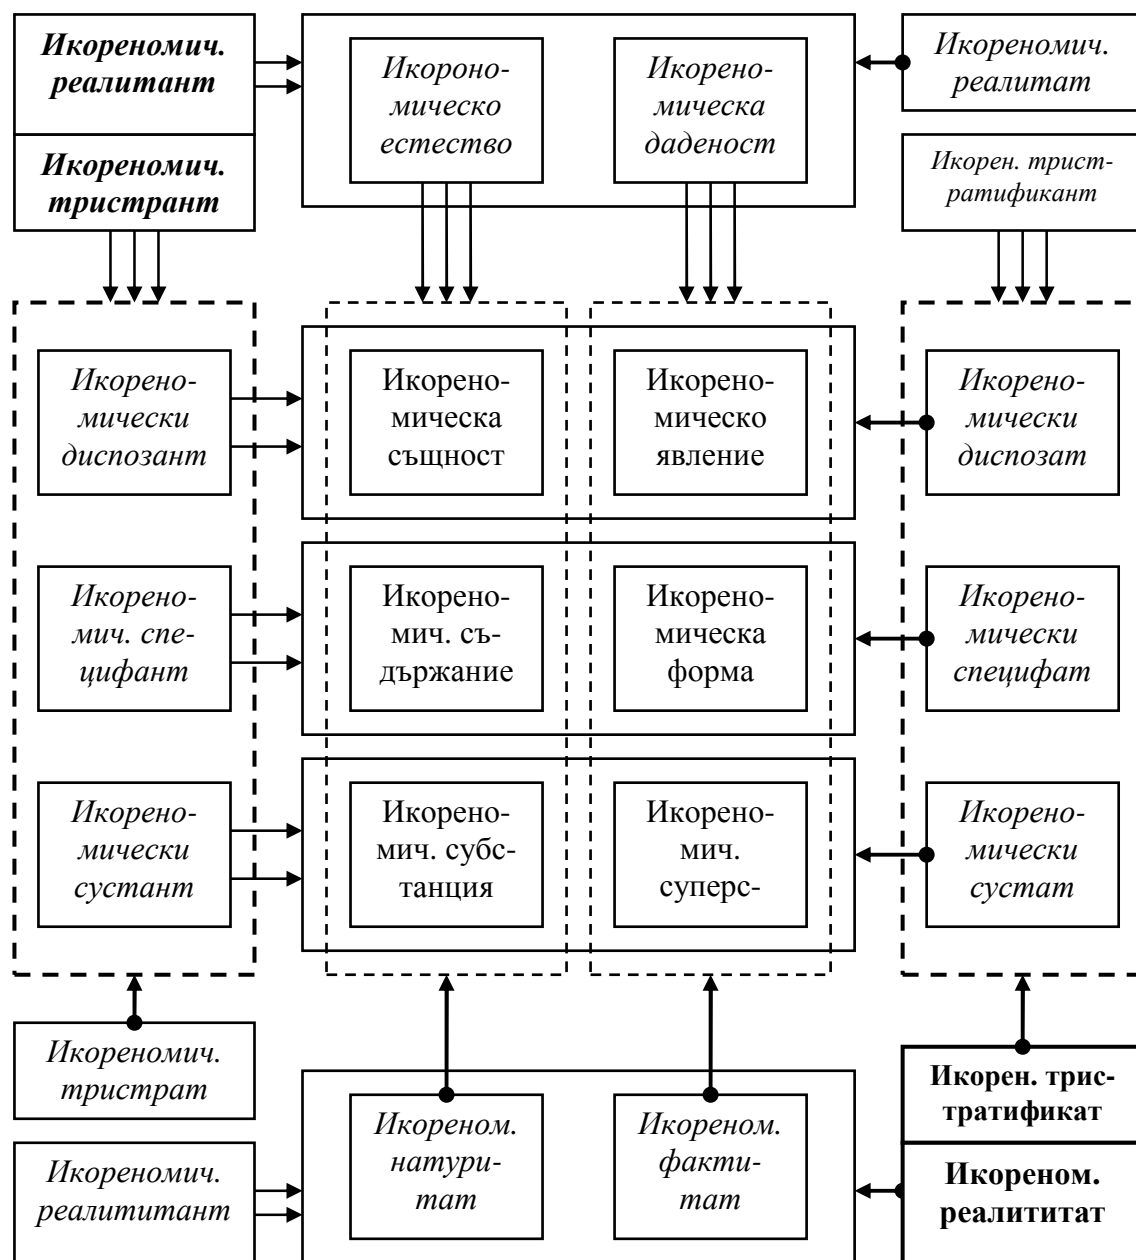 Икореномич.
реалитант
Икороно-
мическо
естество
Икорено-
мическа
даденост
Икореномич.
реалитат
Икореномич.
тристрант
Икорен. трист-
ратификант
Икорено-
мически
диспозант
Икорено-
мическа
същност
Икорено-
мическо
явление
Икорено-
мически
диспозат
Икорено-
мич. спе-
цифант
Икорено-
мич. съ-
държание
Икорено-
мическа
форма
Икорено-
мически
специфат
Икорено-
мически
сустант
Икорено-
мич. субс-
танция
Икорено-
мич.
суперс-
Икорено-
мически
сустат
Икореномич.
тристрат
Икорен. трис-
тратификат
Икореномич.
реалититант
Икореном.
натури-
тат
Икореном.
факти-
тат
Икореном.
реалититат